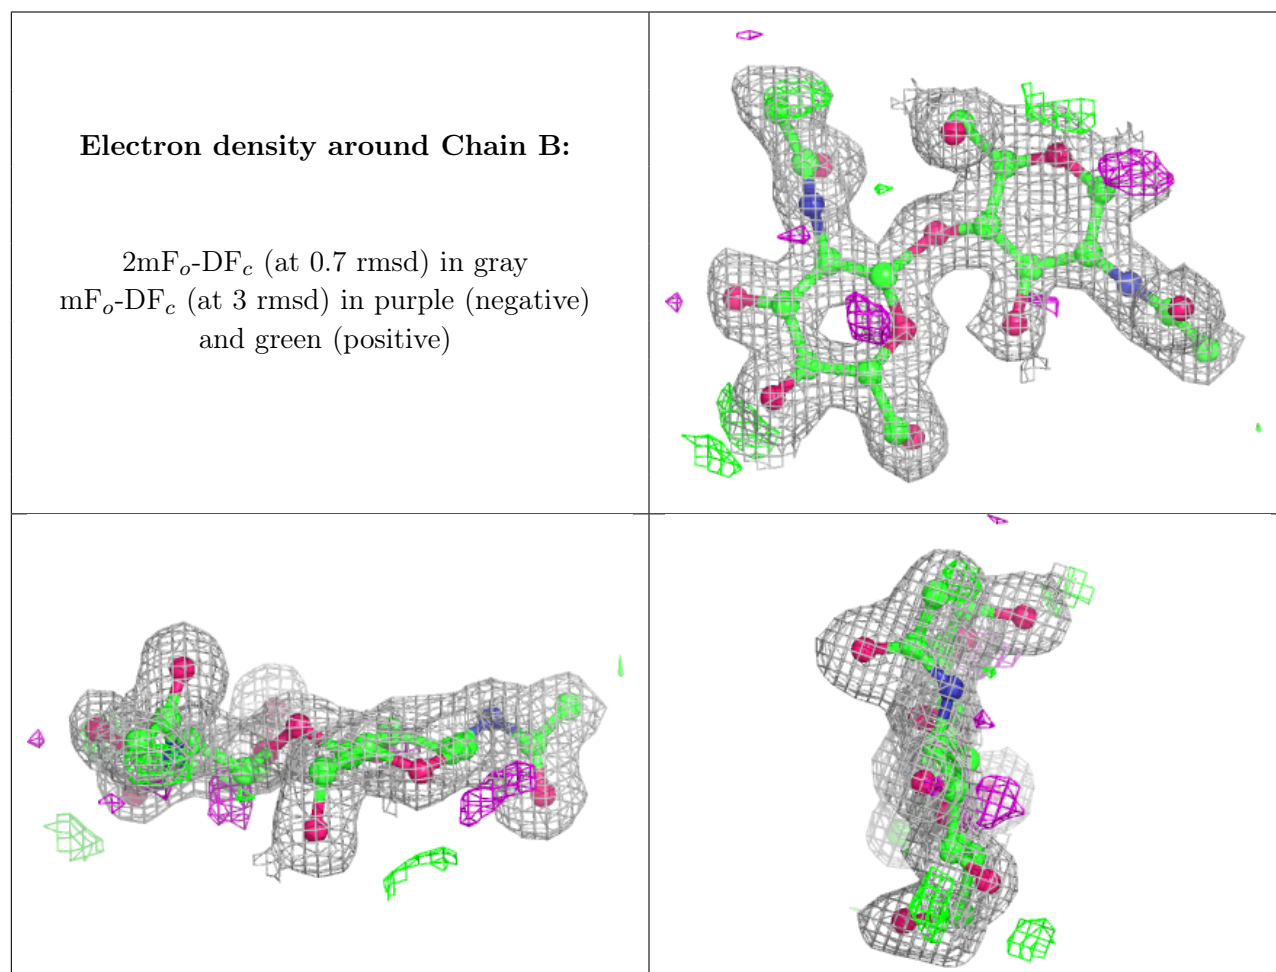 Electron density around Chain B:
2mFo-DFc (at 0.7 rmsd) in gray
mFo-DFc (at 3 rmsd) in purple (negative)
and green (positive)